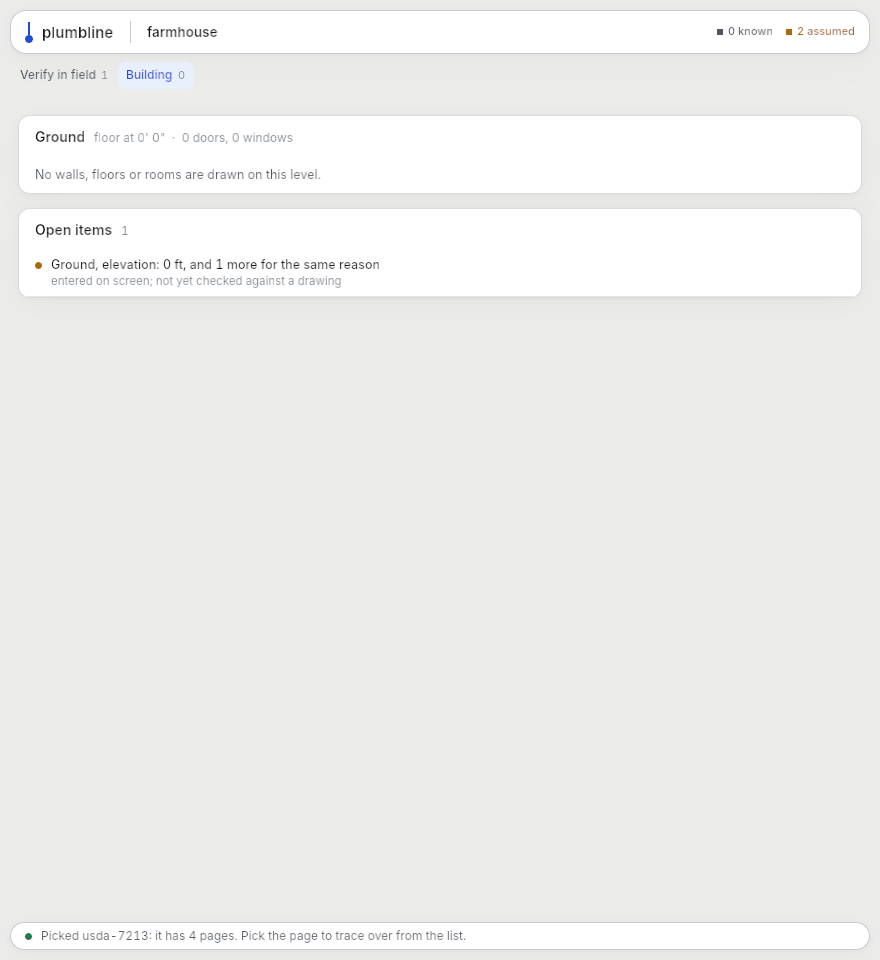 plumbline
farmhouse
0 known
2 assumed
Verify in field 1
Building 0
Ground floor at 0' 0" · 0 doors, 0 windows
No walls, floors or rooms are drawn on this level.
Open items 1
Ground, elevation: 0 ft, and 1 more for the same reason
entered on screen; not yet checked against a drawing
Picked usda-7213: it has 4 pages. Pick the page to trace over from the list.